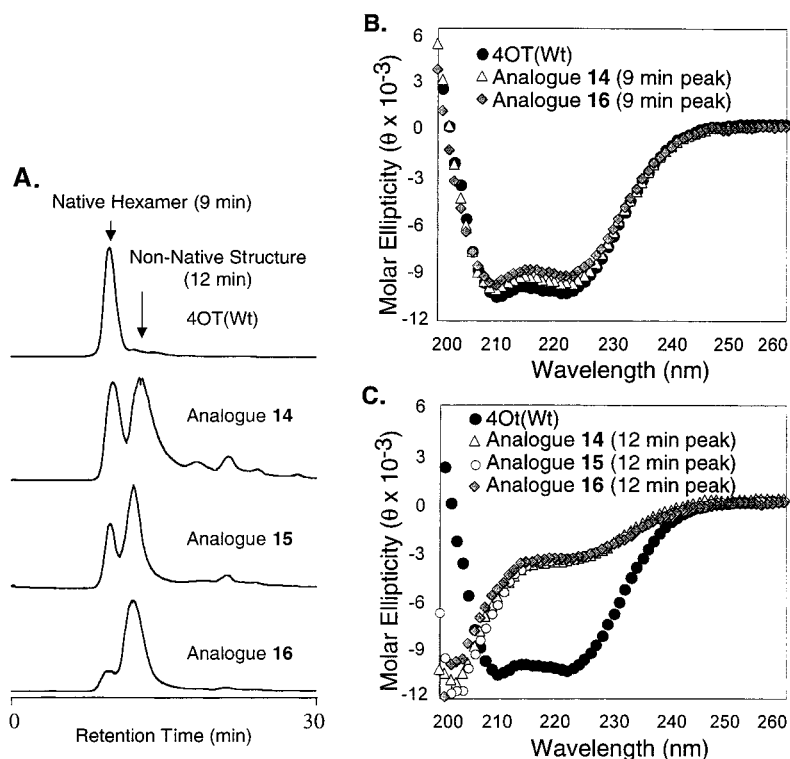 A.
Native Hexamer (9 min)
Non-Native Structure
(12 min)
4OT(Wt)
Analogue 14
Analogue 15
Analogue 16
0
30
Retention Time (min)
B.
6
3
0
-3
-6
-9
-12
Molar Ellipticity (θ x 10-3)
4OT(Wt)
Analogue 14 (9 min peak)
Analogue 16 (9 min peak)
200 210 220 230 240 250 260
Wavelength (nm)
C.
6
3
0
-3
-6
-9
-12
Molar Ellipticity (θ x 10-3)
4Ot(Wt)
Analogue 14 (12 min peak)
Analogue 15 (12 min peak)
Analogue 16 (12 min peak)
200 210 220 230 240 250 260
Wavelength (nm)